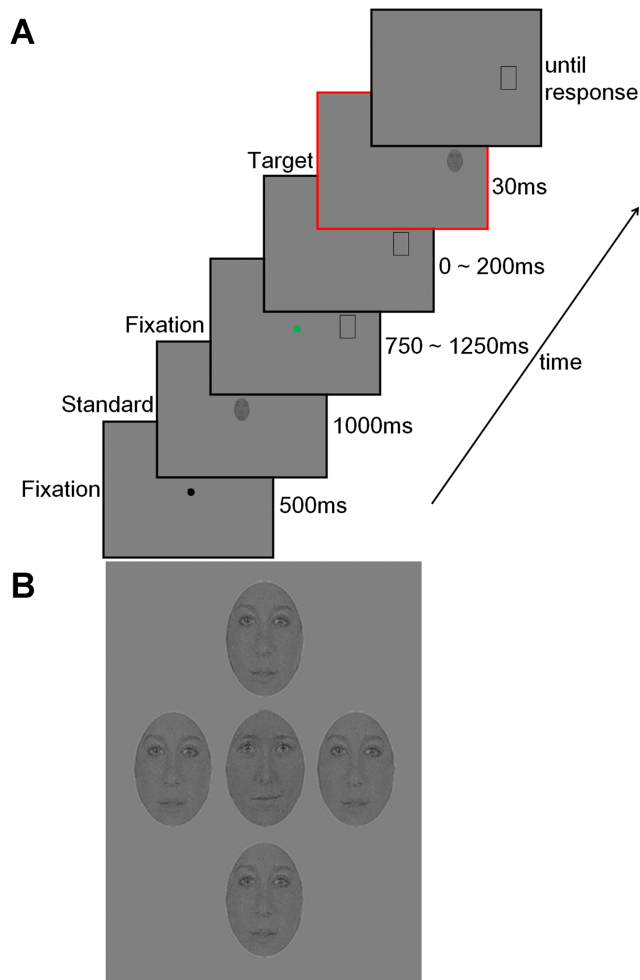 A
until
response
Target
30ms
0 ~ 200ms
Fixation
750 ~ 1250ms
time
Standard
1000ms
Fixation
500ms
B